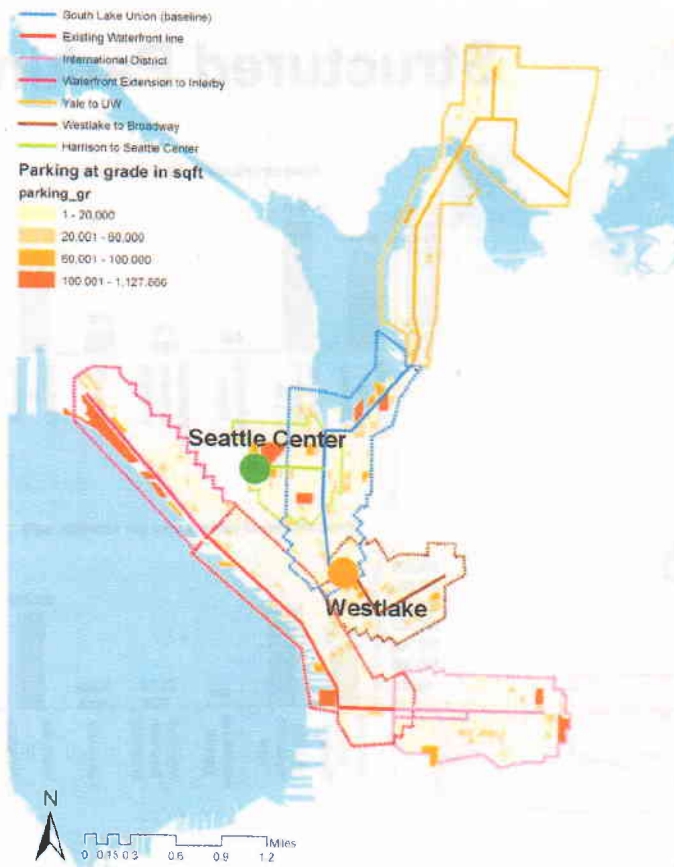 South Lake Union (baseline)
Existing Waterfront line
International District
Waterfront Extension to Interby
Yale to UW
Westlake to Broadway
Harrison to Seattle Center
Parking at grade in sqft
parking_gr
1 - 20,000
20,001 - 60,000
60,001 - 100,000
100,001 - 1,127,666
Seattle Center
Westlake
N
Miles
0 0.15 0.3 0.6 0.9 1.2